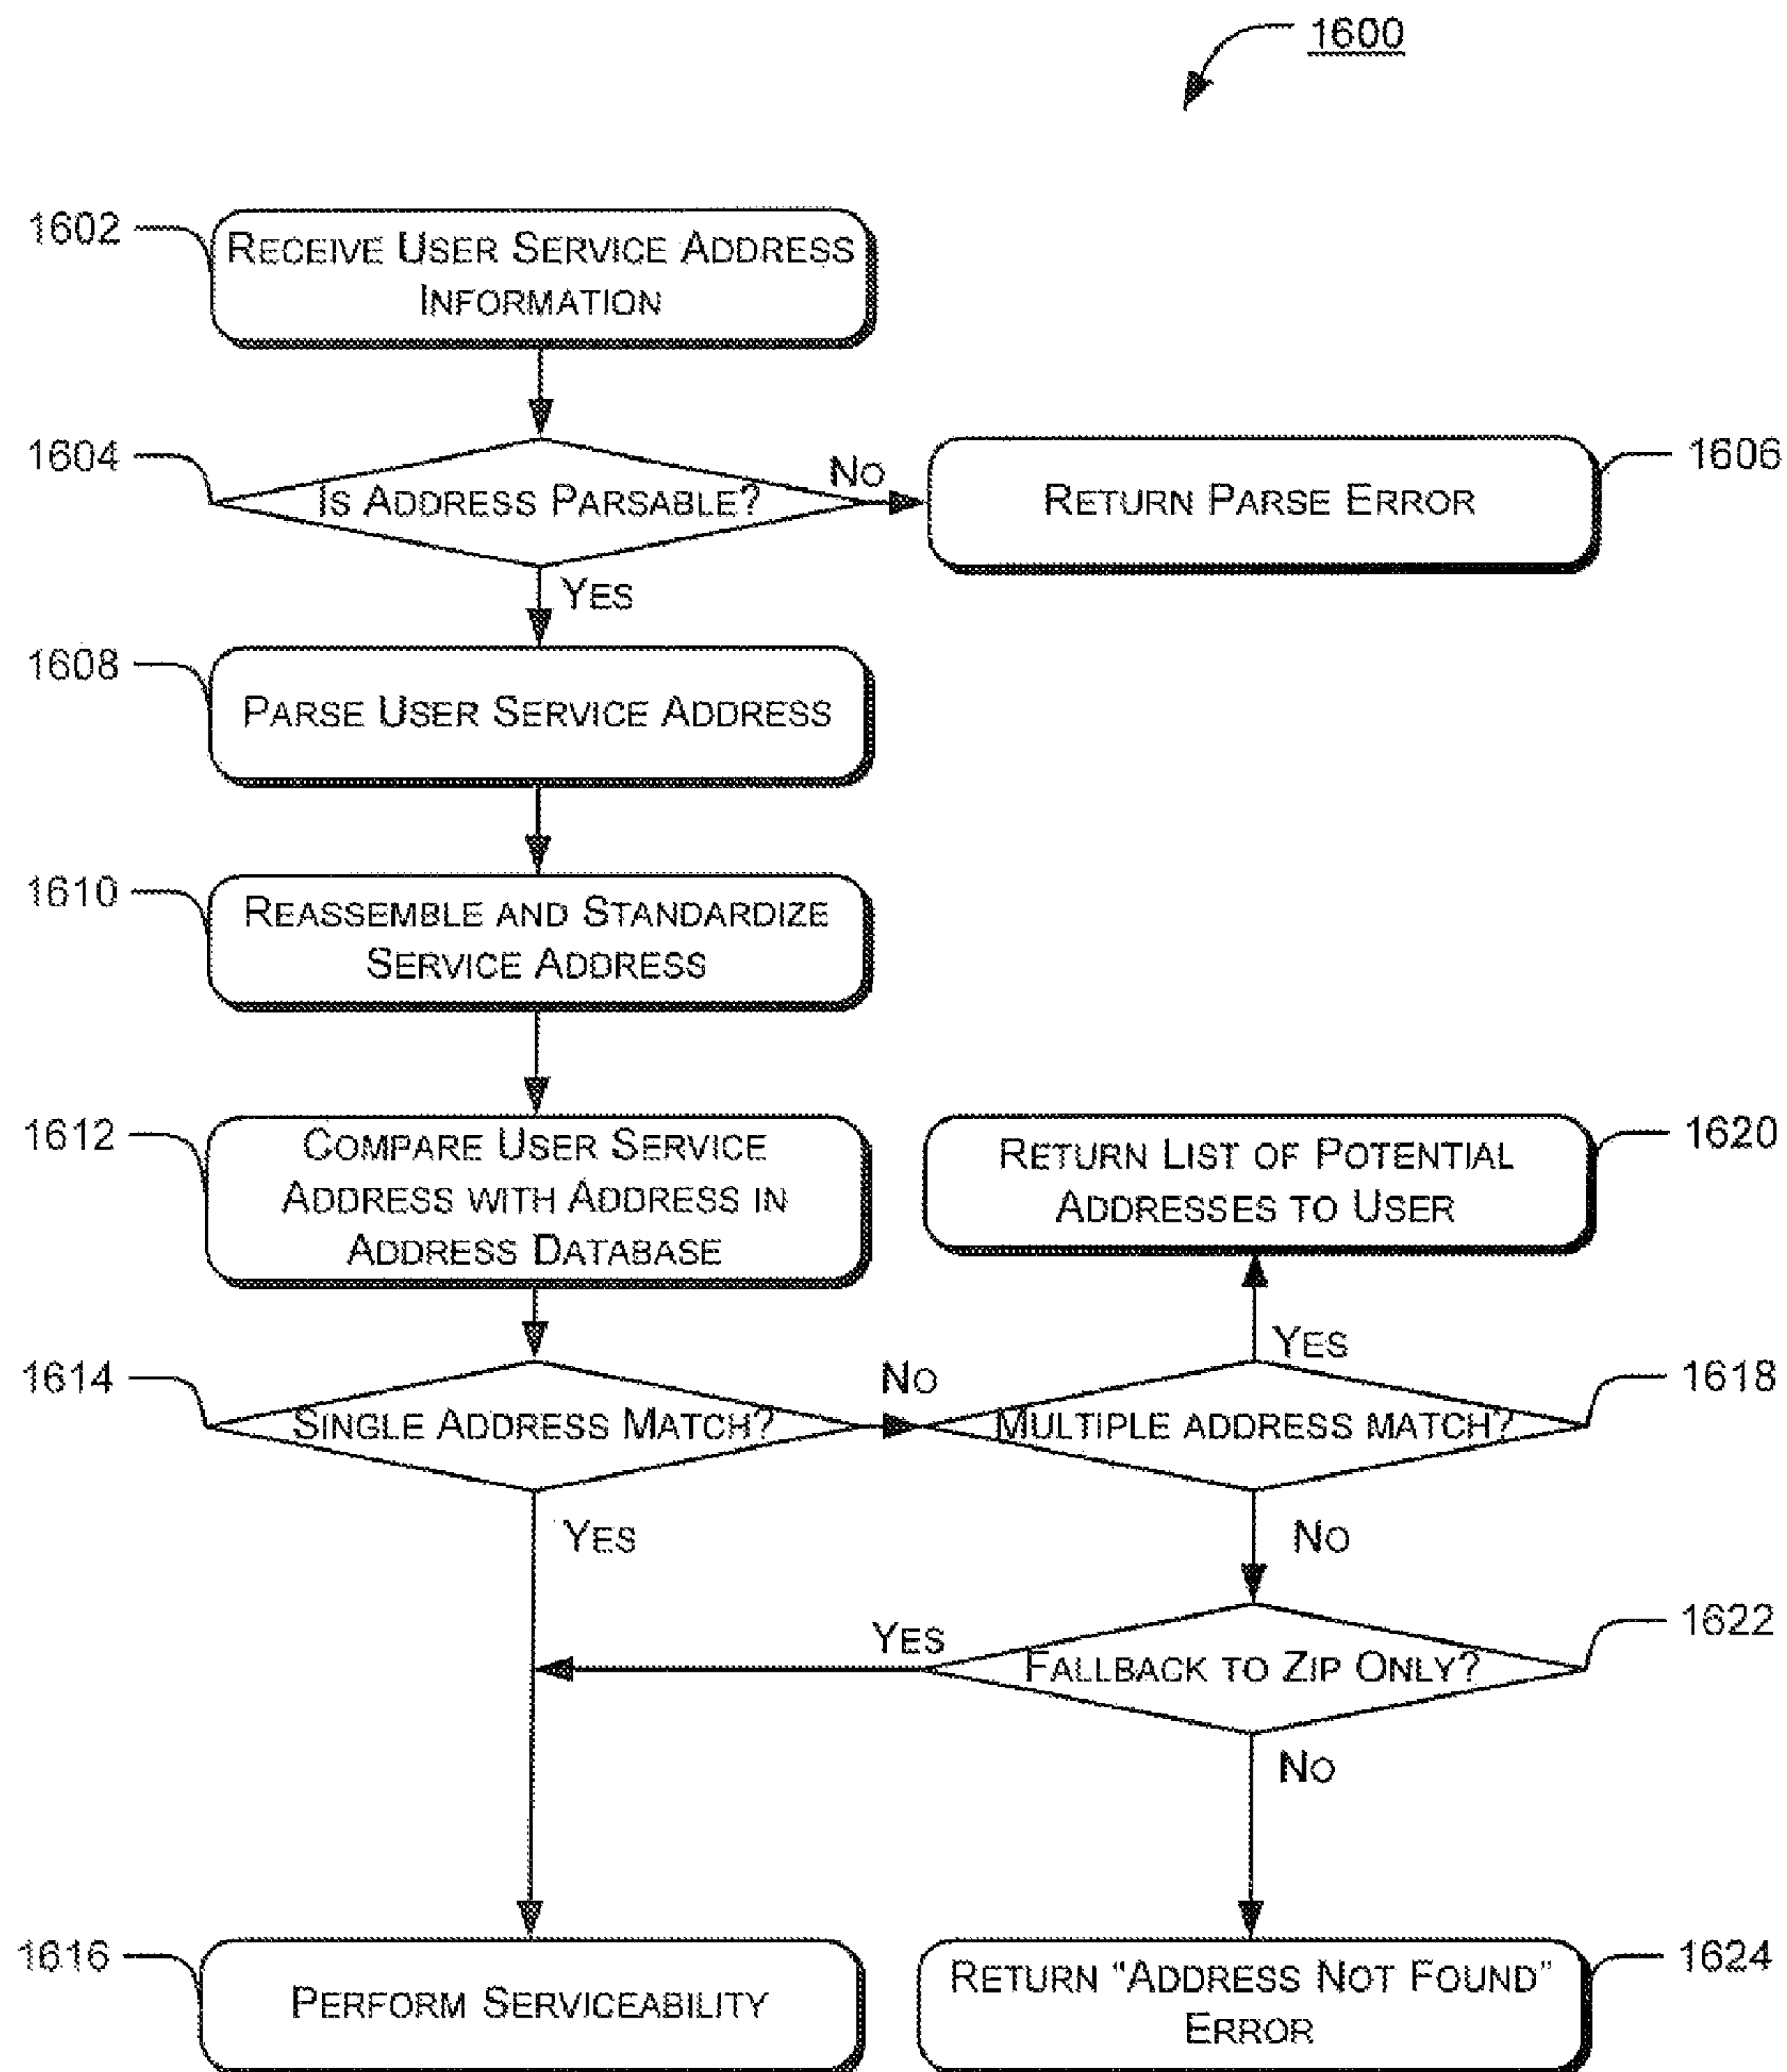 1600
1602
RECEIVE USER SERVICE ADDRESS
INFORMATION
1604
IS ADDRESS PARSABLE?
NO
RETURN PARSE ERROR
1606
YES
1608
PARSE USER SERVICE ADDRESS
1610
REASSEMBLE AND STANDARDIZE
SERVICE ADDRESS
1612
COMPARE USER SERVICE
ADDRESS WITH ADDRESS IN
ADDRESS DATABASE
RETURN LIST OF POTENTIAL
ADDRESSES TO USER
1620
YES
1614
SINGLE ADDRESS MATCH?
NO
MULTIPLE ADDRESS MATCH?
1618
YES
NO
YES
FALLBACK TO ZIP ONLY?
1622
NO
1616
PERFORM SERVICEABILITY
RETURN "ADDRESS NOT FOUND"
ERROR
1624